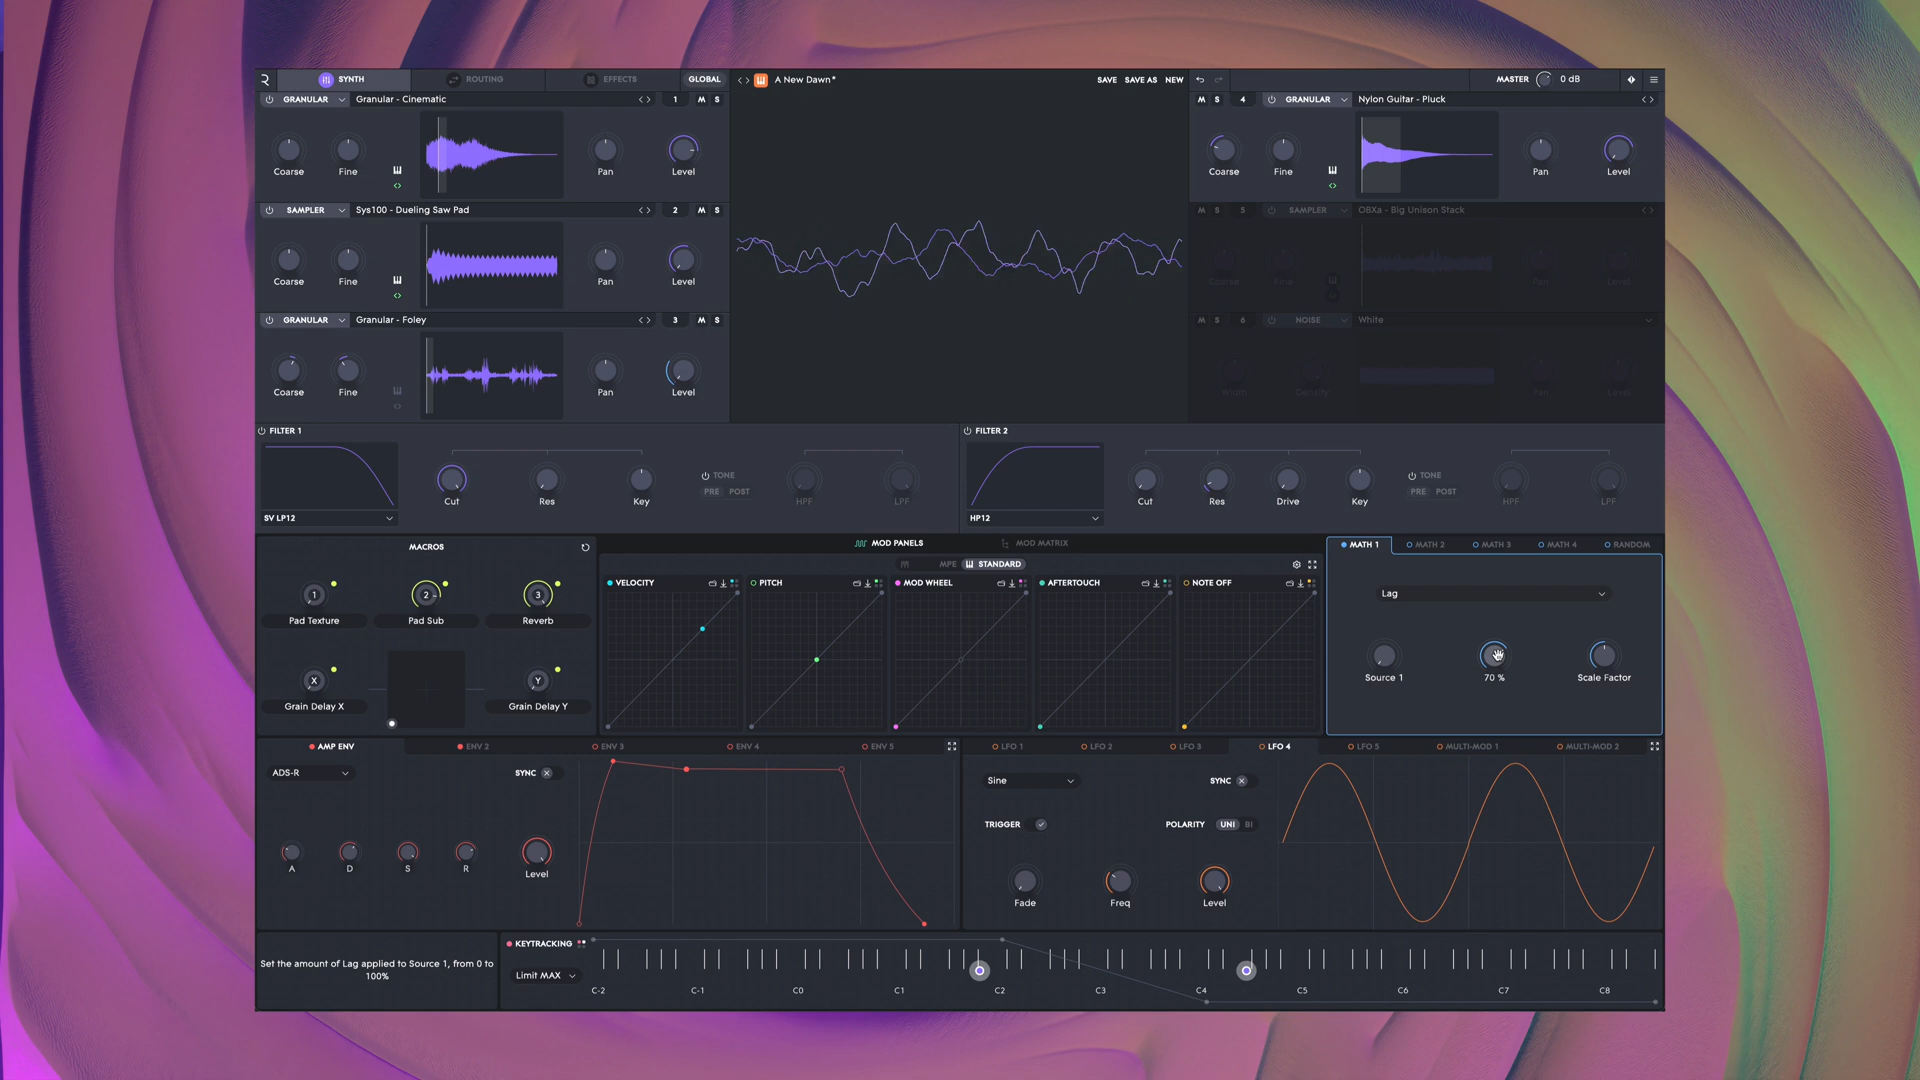 SYNTH
ROUTING
EFFECTS
GLOBAL
A New Dawn*
SAVE SAVE AS NEW
MASTER 0 dB
GRANULAR Granular - Cinematic 1 M S
Coarse Fine Pan Level
SAMPLER Sys100 - Dueling Saw Pad 2 M S
Coarse Fine Pan Level
GRANULAR Granular - Foley 3 M S
Coarse Fine Pan Level
M S 4 GRANULAR Nylon Guitar - Pluck
Coarse Fine Pan Level
M S 5 SAMPLER OBXa - Big Unison Stack
Coarse Fine Pan Level
M S 6 NOISE White
Width Density Pan Level
FILTER 1
Cut Res Key
TONE
PRE POST
HPF LPF
SV LP12
FILTER 2
Cut Res Drive Key
TONE
PRE POST
HPF LPF
HP12
MACROS
1 2 3
Pad Texture Pad Sub Reverb
X Y
Grain Delay X Grain Delay Y
MOD PANELS MOD MATRIX
MPE STANDARD
VELOCITY PITCH MOD WHEEL AFTERTOUCH NOTE OFF
MATH 1 MATH 2 MATH 3 MATH 4 RANDOM
Lag
Source 1 70 % Scale Factor
AMP ENV ENV 2 ENV 3 ENV 4 ENV 5
ADS-R SYNC
A D S R Level
LFO 1 LFO 2 LFO 3 LFO 4 LFO 5 MULTI-MOD 1 MULTI-MOD 2
Sine SYNC
TRIGGER POLARITY UNI BI
Fade Freq Level
Set the amount of Lag applied to Source 1, from 0 to
100%
KEYTRACKING
Limit MAX
C-2 C-1 C0 C1 C2 C3 C4 C5 C6 C7 C8